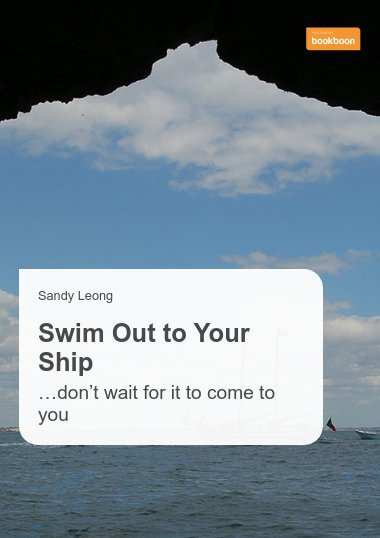 bookboon
Sandy Leong
Swim Out to Your
Ship
…don’t wait for it to come to
you